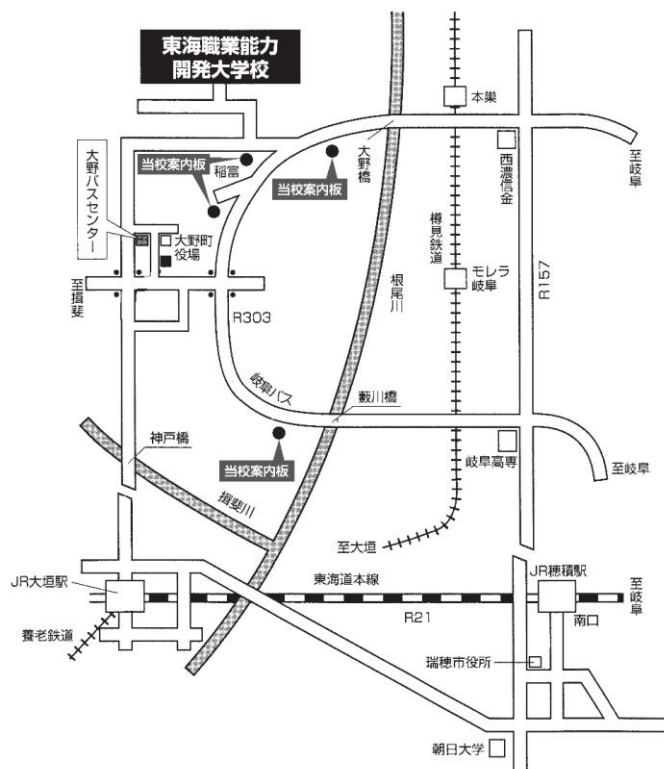 東海職業能力
開発大学校
本巣
大野橋
至岐阜
西濃信金
当校案内板
稲富
当校案内板
大野バスセンター
大野町
役場
樽見鉄道
モレラ
岐阜
根尾川
R157
至揖斐
R303
岐阜バス
藪川橋
神戸橋
当校案内板
岐阜高専
至岐阜
揖斐川
至大垣
JR大垣駅
東海道本線
JR穂積駅
至岐阜
R21
南口
養老鉄道
瑞穂市役所
朝日大学